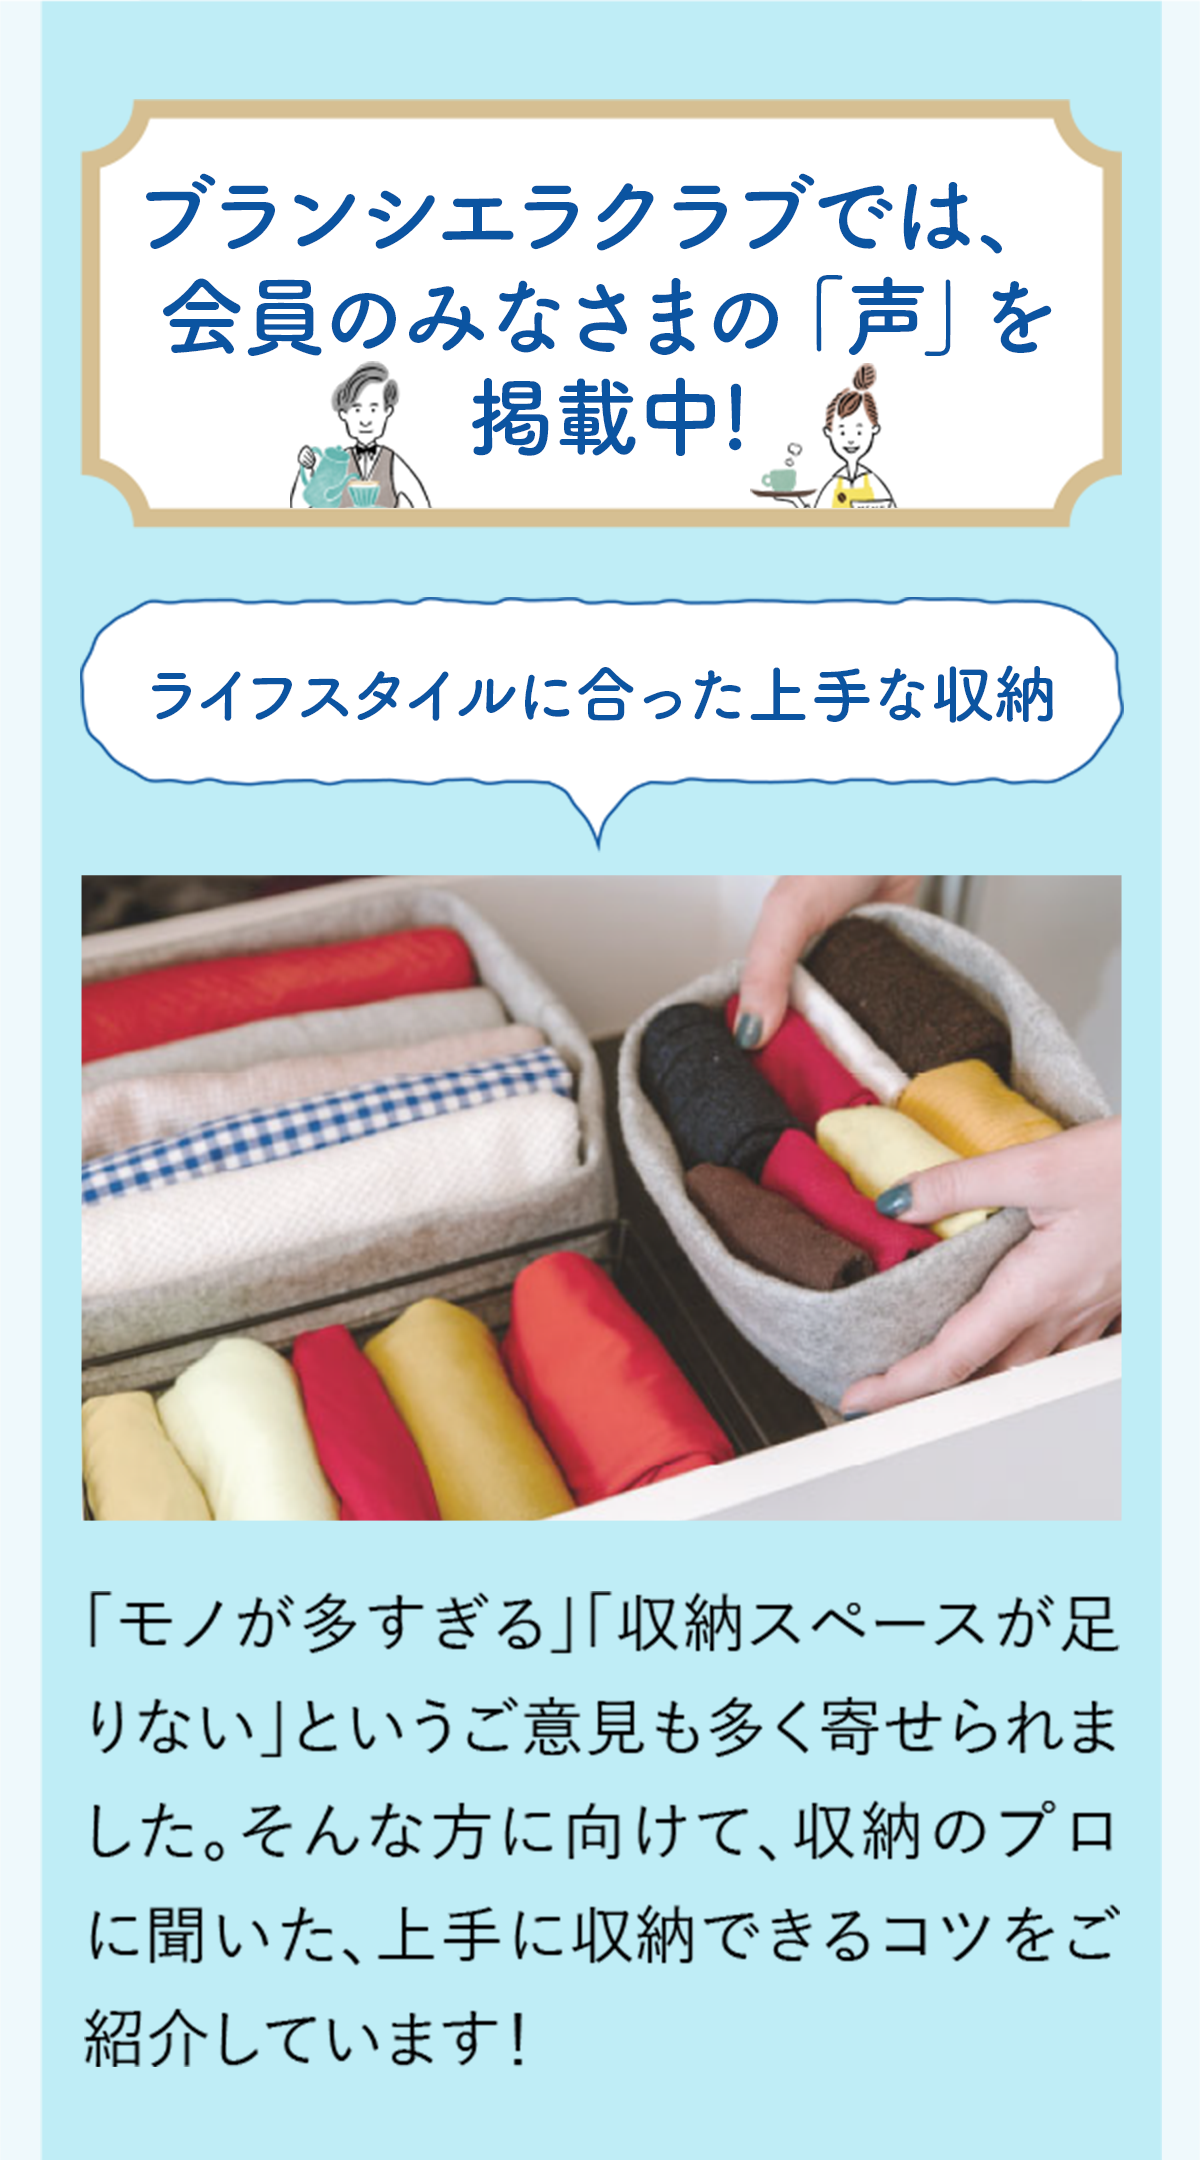 ブランシエラクラブでは、
会員のみなさまの「声」を
掲載中!
ライフスタイルに合った上手な収納
「モノが多すぎる」「収納スペースが足
りない」というご意見も多く寄せられま
した。そんな方に向けて、収納のプロ
に聞いた、上手に収納できるコツをご
紹介しています!